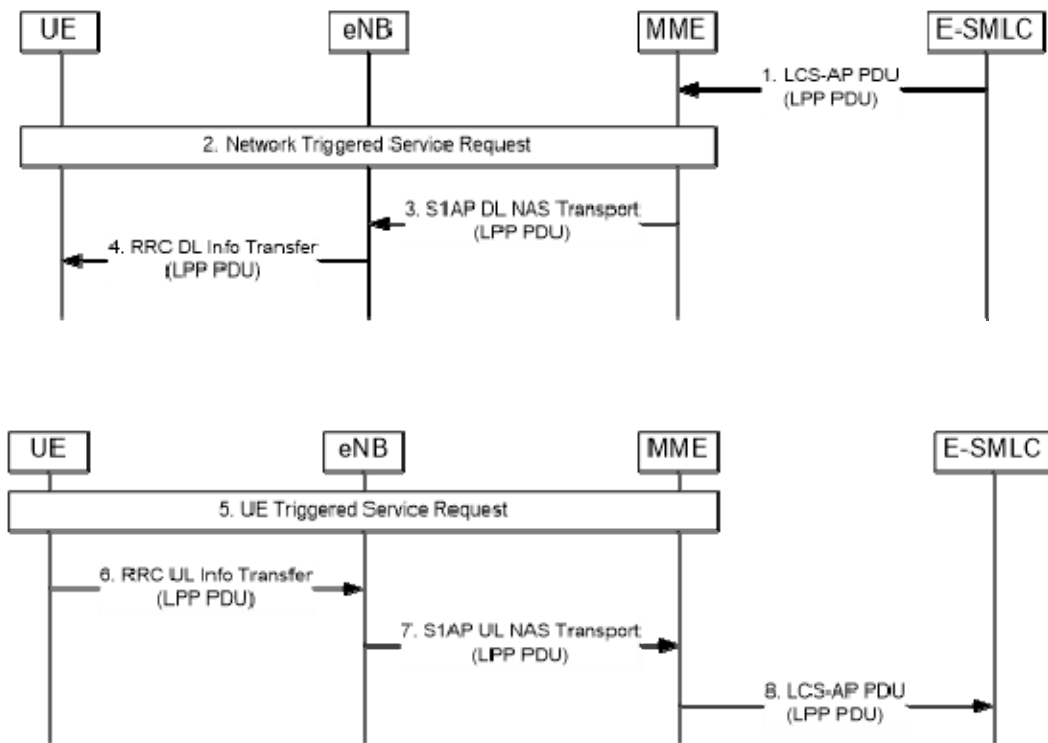 UE
eNB
MME
E-SMLC
1. LCS-AP PDU
(LPP PDU)
2. Network Triggered Service Request
3. S1AP DL NAS Transport
(LPP PDU)
4. RRC DL Info Transfer
(LPP PDU)
UE
eNB
MME
E-SMLC
5. UE Triggered Service Request
6. RRC UL Info Transfer
(LPP PDU)
7. S1AP UL NAS Transport
(LPP PDU)
8. LCS-AP PDU
(LPP PDU)